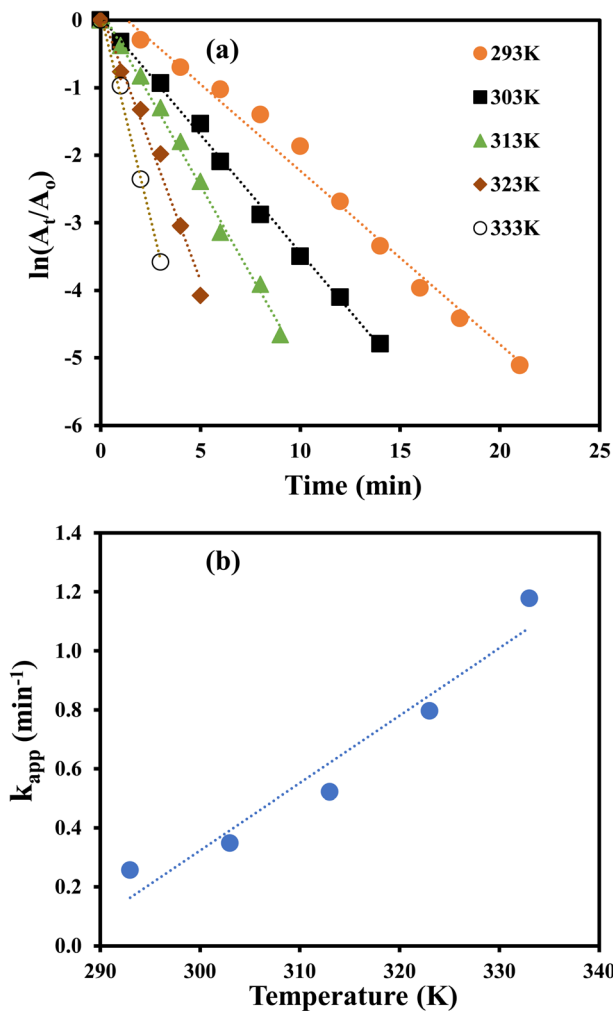 (a)
293K
303K
313K
323K
333K
0
-1
-2
-3
-4
-5
-6
ln(At/Ao)
0 5 10 15 20 25
Time (min)
(b)
1.4
1.2
1.0
0.8
0.6
0.4
0.2
0.0
kapp (min-1)
290 300 310 320 330 340
Temperature (K)